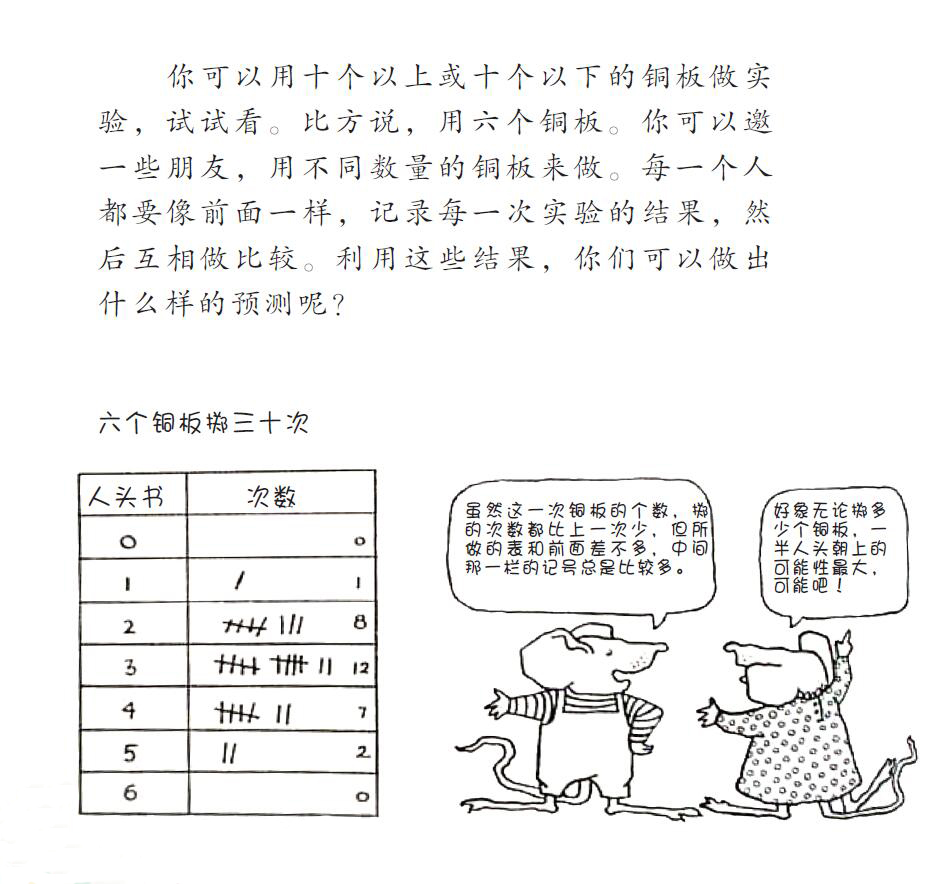 你可以用十个以上或十个以下的铜板做实
验，试试看。比方说，用六个铜板。你可以邀
一些朋友，用不同数量的铜板来做。每一个人
都要像前面一样，记录每一次实验的结果，然
后互相做比较。利用这些结果，你们可以做出
什么样的预测呢？
六个铜板掷三十次
人头书 次数
0 0
1 1
2 8
3 12
4 7
5 2
6 0
虽然这一次铜板的个数，掷
的次数都比上一次少，但所
做的表和前面差不多，中间
那一栏的记号总是比较多。
好象无论掷多
少个铜板，一
半人头朝上的
可能性最大，
可能吧！